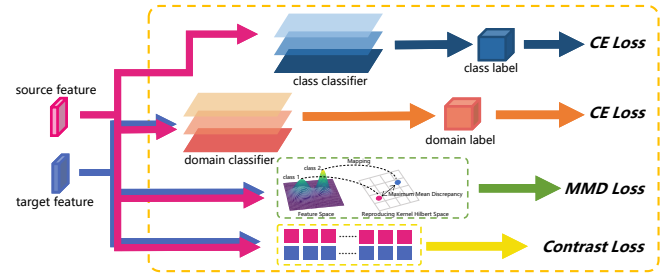 source feature
target feature
class classifier
class label
CE Loss
domain classifier
domain label
CE Loss
class 2
class 1
Mapping
Maximum Mean Discrepancy
Feature Space
Reproducing Kernel Hilbert Space
MMD Loss
......
......
Contrast Loss